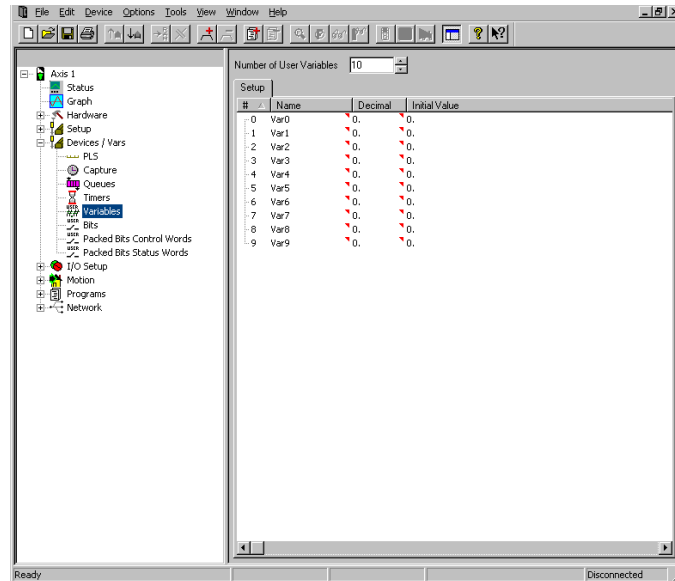 File Edit Device Options Tools View Window Help
Number of User Variables 10
Setup
# Name Decimal Initial Value
0 Var0 0. 0.
1 Var1 0. 0.
2 Var2 0. 0.
3 Var3 0. 0.
4 Var4 0. 0.
5 Var5 0. 0.
6 Var6 0. 0.
7 Var7 0. 0.
8 Var8 0. 0.
9 Var9 0. 0.
Axis 1
Status
Graph
Hardware
Setup
Devices / Vars
PLS
Capture
Queues
Timers
USER ##.## Variables
USER Bits
USER Packed Bits Control Words
USER Packed Bits Status Words
I/O Setup
Motion
Programs
Network
Ready Disconnected